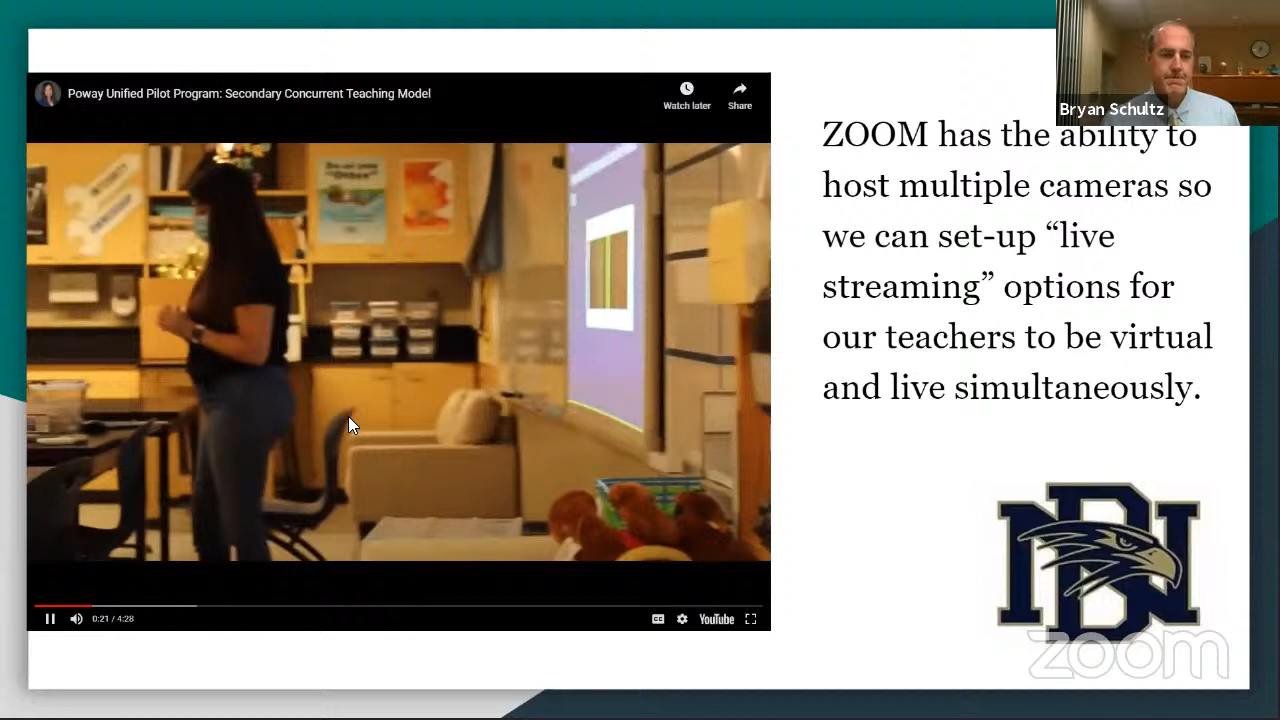 Poway Unified Pilot Program: Secondary Concurrent Teaching Model
Watch later
Share
Bryan Schultz
ZOOM has the ability to
host multiple cameras so
we can set-up “live
streaming” options for
our teachers to be virtual
and live simultaneously.
0:21 / 4:28
CC
YouTube
BN
zoom